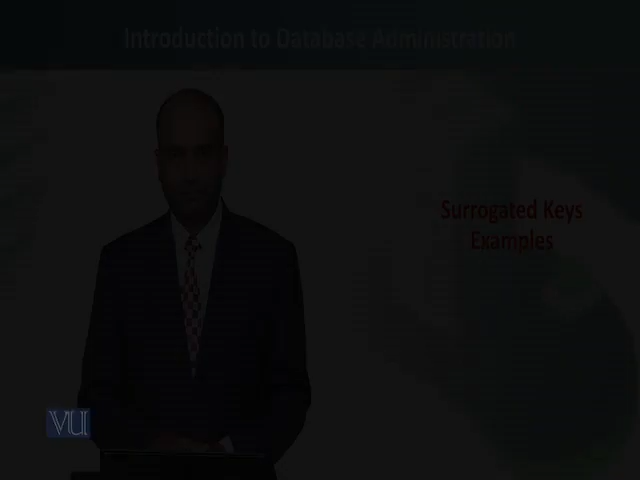 Introduction to Database Administration
Surrogated Keys
Examples
VU